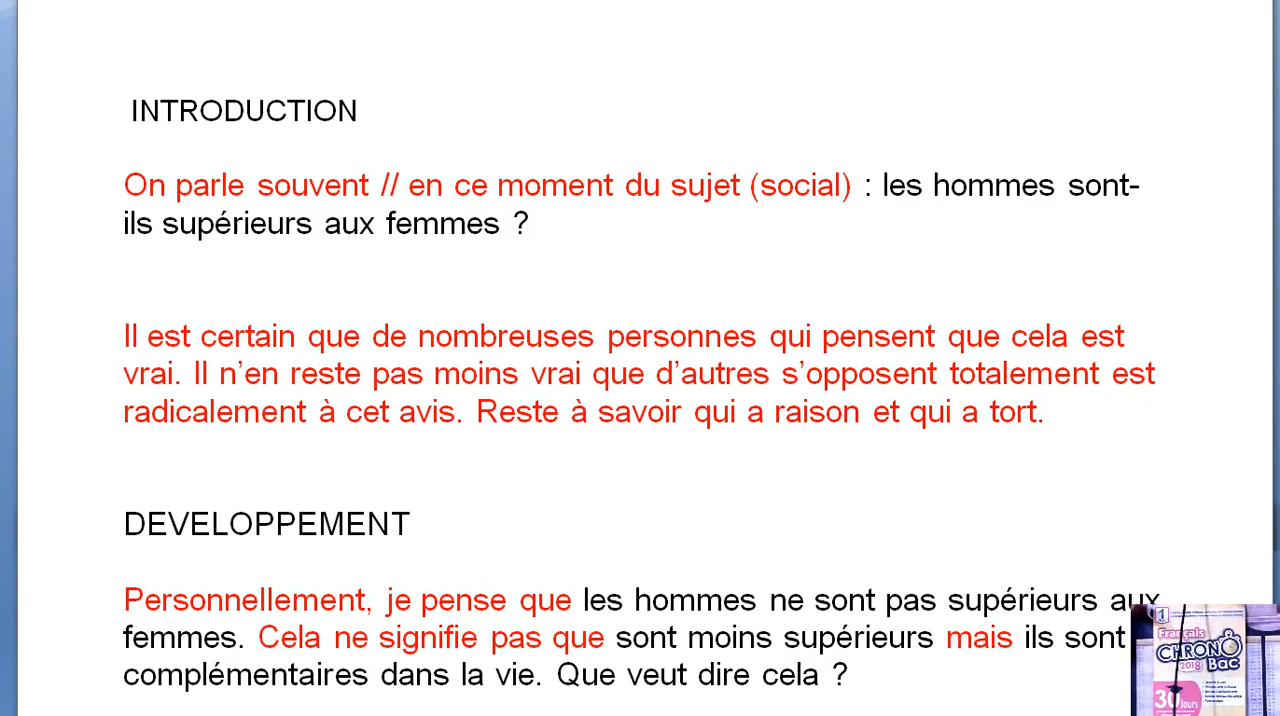 INTRODUCTION
On parle souvent // en ce moment du sujet (social) : les hommes sont-
ils supérieurs aux femmes ?
Il est certain que de nombreuses personnes qui pensent que cela est
vrai. Il n’en reste pas moins vrai que d’autres s’opposent totalement est
radicalement à cet avis. Reste à savoir qui a raison et qui a tort.
DEVELOPPEMENT
Personnellement, je pense que les hommes ne sont pas supérieurs aux
femmes. Cela ne signifie pas que sont moins supérieurs mais ils sont
complémentaires dans la vie. Que veut dire cela ?
1
Français
CHRONO
2018 Bac
30 Jours